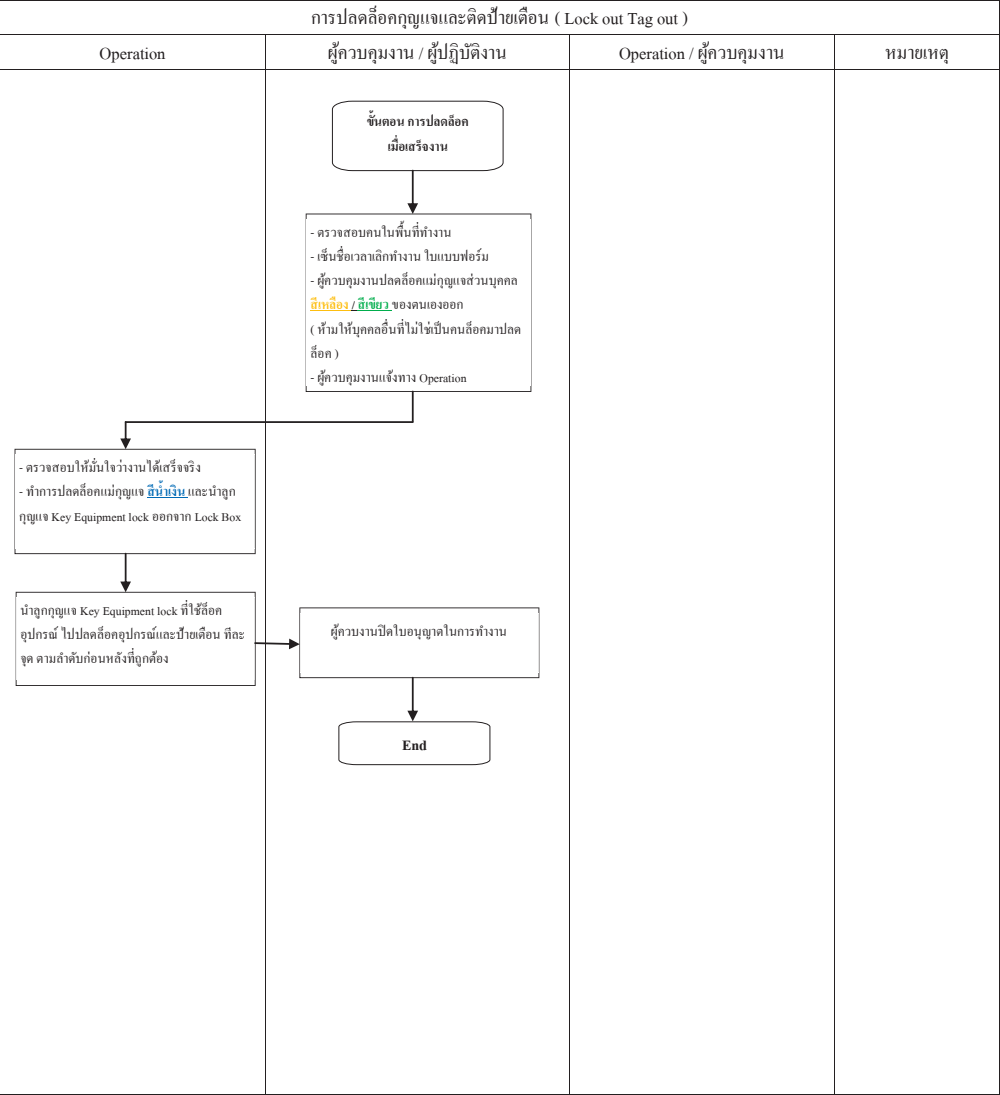 การปลดล็อคกุญแจและติดป้ายเตือน ( Lock out Tag out )
Operation
ผู้ควบคุมงาน / ผู้ปฏิบัติงาน
Operation / ผู้ควบคุมงาน
หมายเหตุ
ขั้นตอน การปลดล็อค
เมื่อเสร็จงาน
- ตรวจสอบคนในพื้นที่ทำงาน
- เซ็นชื่อเวลาเลิกทำงาน ใบแบบฟอร์ม
- ผู้ควบคุมงานปลดล็อคแม่กุญแจส่วนบุคคล
สีเหลือง / สีเขียว ของตนเองออก
( ห้ามให้บุคคลอื่นที่ไม่ใช่เป็นคนล็อคมาปลด
ล็อค )
- ผู้ควบคุมงานแจ้งทาง Operation
- ตรวจสอบให้มั่นใจว่างานได้เสร็จจริง
- ทำการปลดล็อคแม่กุญแจ สีน้ำเงิน และนำลูก
กุญแจ Key Equipment lock ออกจาก Lock Box
นำลูกกุญแจ Key Equipment lock ที่ใช้ล็อค
อุปกรณ์ ไปปลดล็อคอุปกรณ์และป้ายเตือน ทีละ
จุด ตามลำดับก่อนหลังที่ถูกต้อง
ผู้ควบงานปิดใบอนุญาตในการทำงาน
End